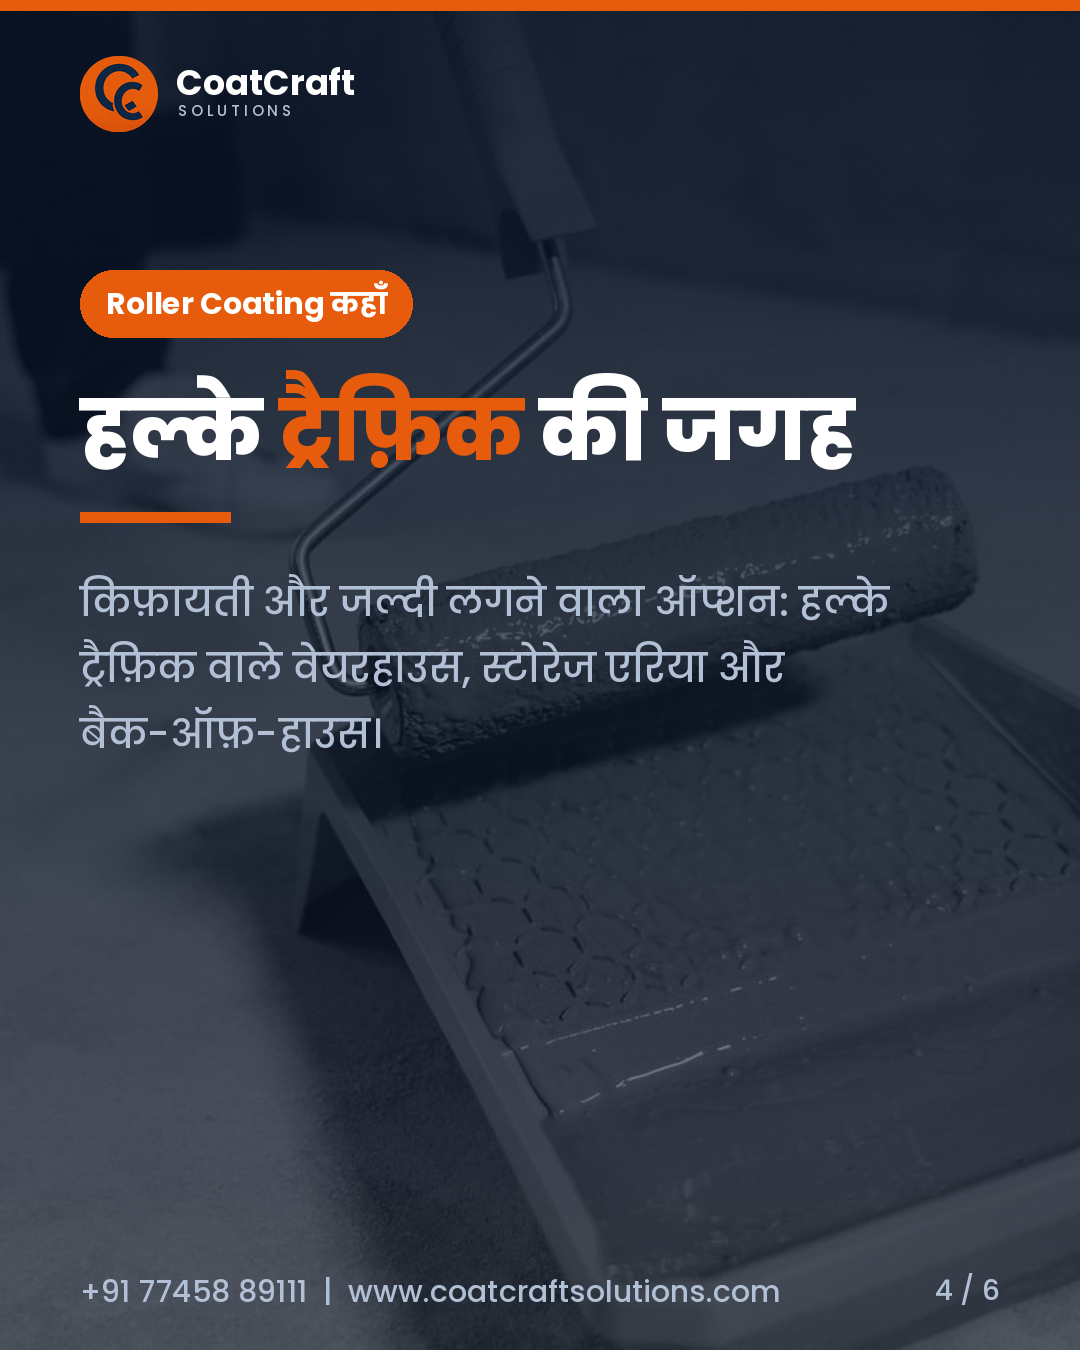 CoatCraft
SOLUTIONS
Roller Coating कहाँ
हल्के ट्रैफ़िक की जगह
किफ़ायती और जल्दी लगने वाला ऑप्शन: हल्के
ट्रैफ़िक वाले वेयरहाउस, स्टोरेज एरिया और
बैक-ऑफ़-हाउस।
+91 77458 89111 | www.coatcraftsolutions.com
4 / 6